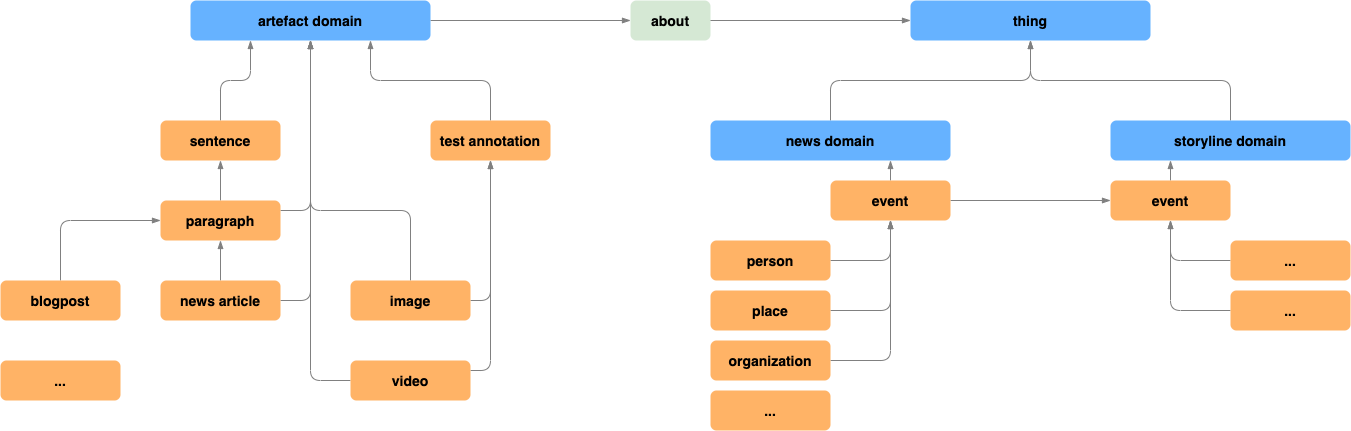 artefact domain
about
thing
sentence
test annotation
news domain
storyline domain
paragraph
event
event
person
...
blogpost
news article
image
place
...
organization
...
video
...